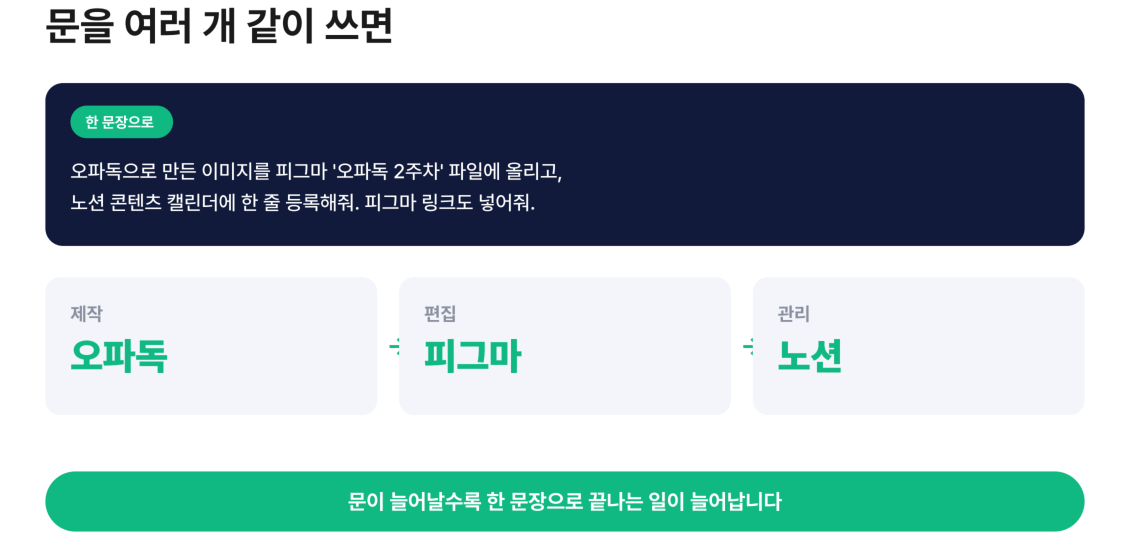 문을 여러 개 같이 쓰면
한 문장으로
오파독으로 만든 이미지를 피그마 '오파독 2주차' 파일에 올리고,
노션 콘텐츠 캘린더에 한 줄 등록해줘. 피그마 링크도 넣어줘.
제작
오파독
편집
피그마
관리
노션
문이 늘어날수록 한 문장으로 끝나는 일이 늘어납니다